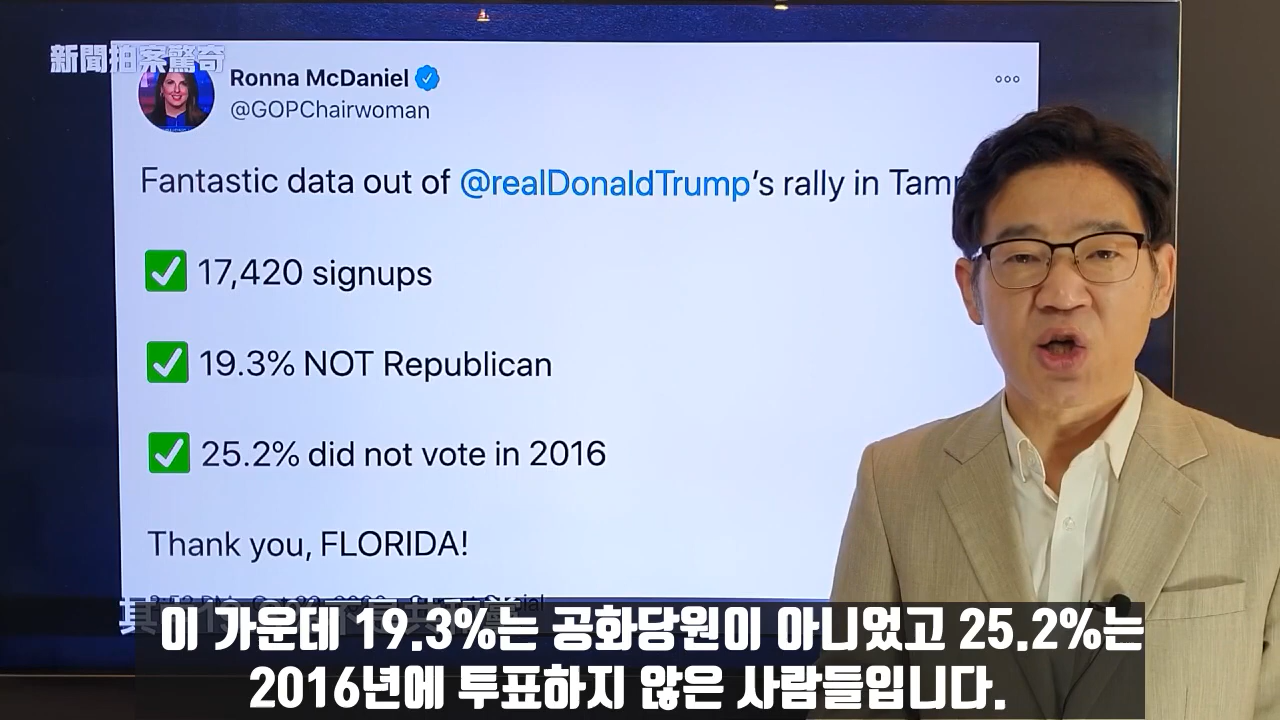 新聞拍案驚奇
Ronna McDaniel
@GOPChairwoman
Fantastic data out of @realDonaldTrump's rally in
✅ 17,420 signups
✅ 19.3% NOT Republican
✅ 25.2% did not vote in 2016
Thank you, FLORIDA!
이 가운데 19.3%는 공화당원이 아니었고 25.2%는
2016년에 투표하지 않은 사람들입니다.